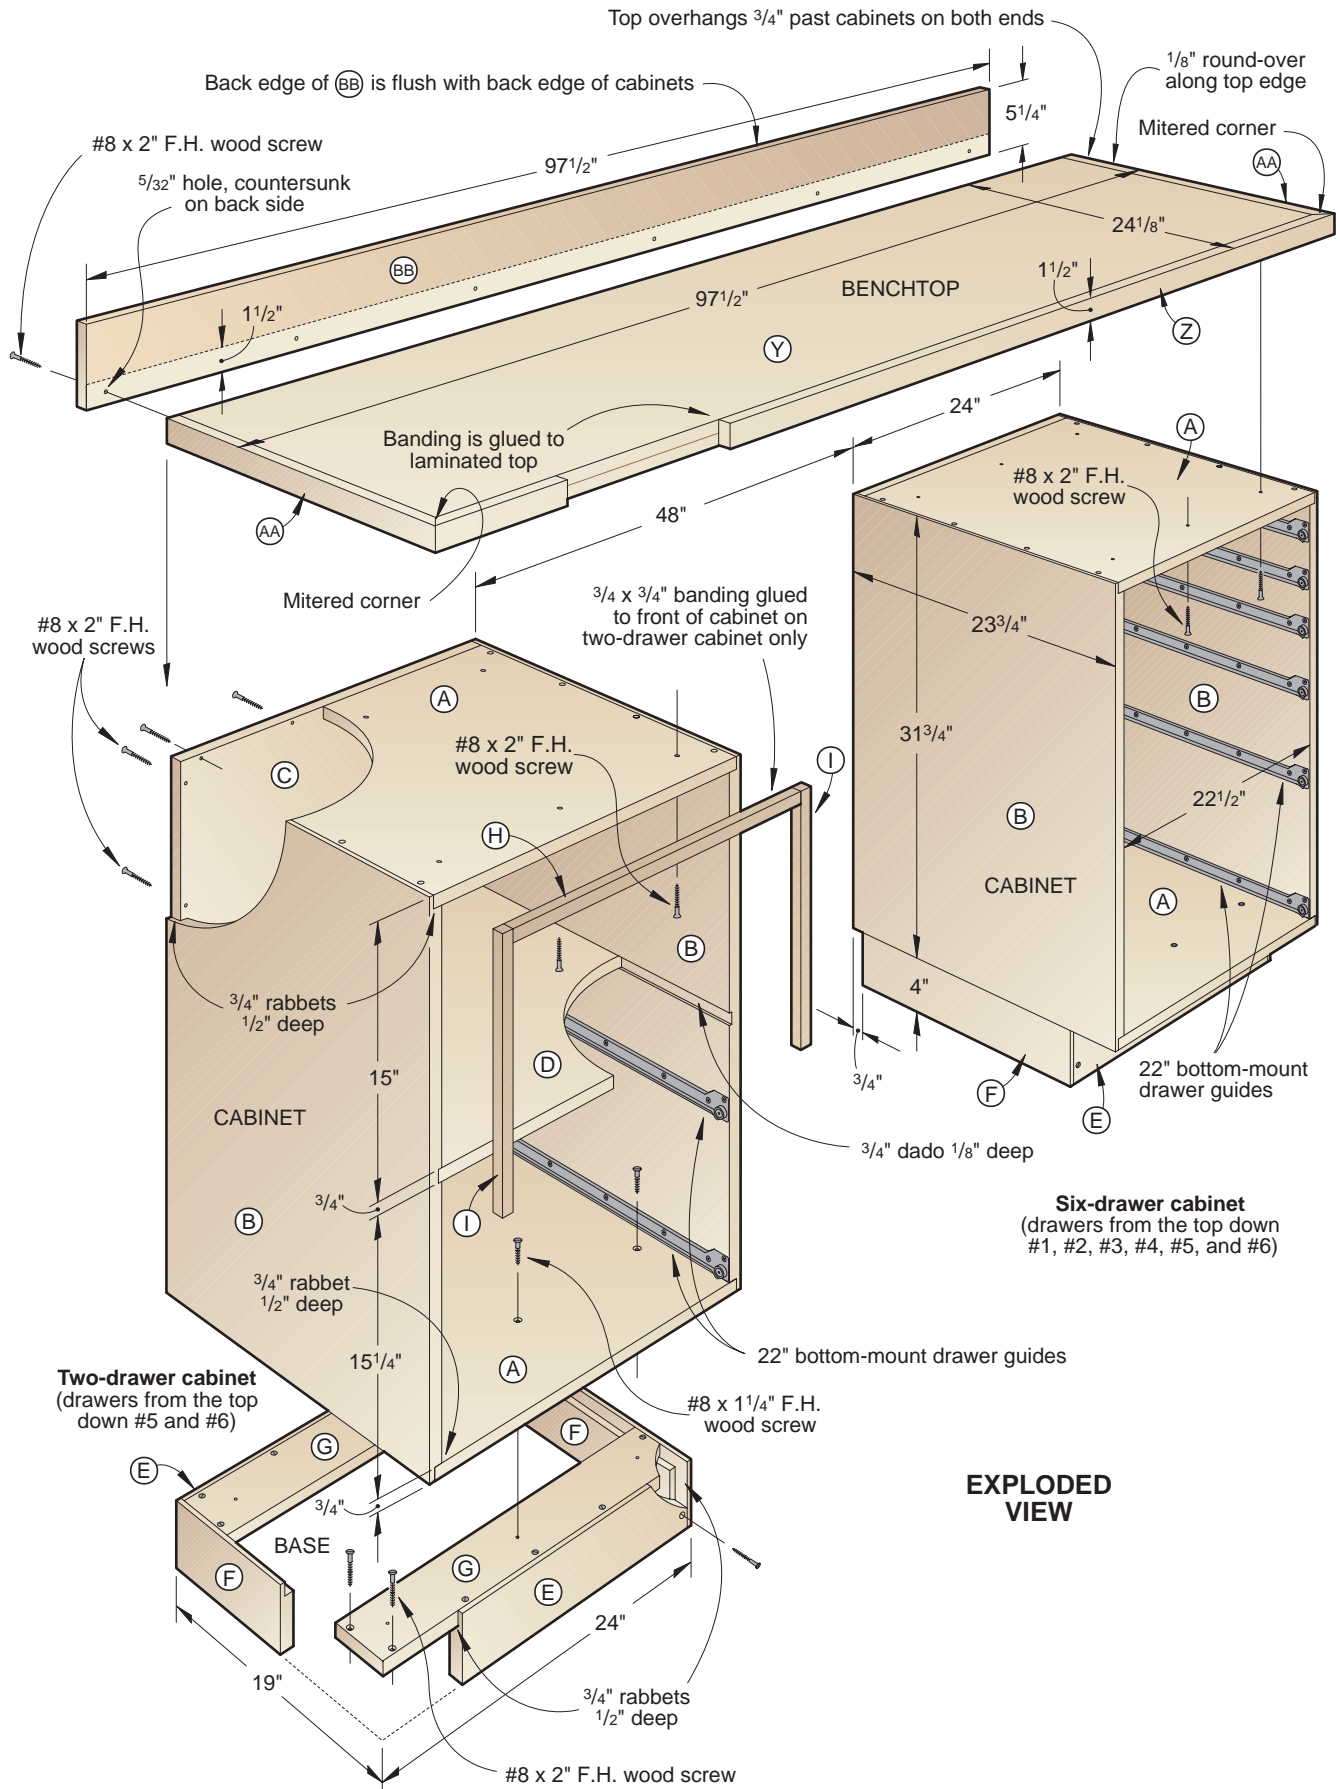 Top overhangs 3/4" past cabinets on both ends
1/8" round-over
along top edge
Back edge of BB is flush with back edge of cabinets
5 1/4"
Mitered corner
AA
#8 x 2" F.H. wood screw
97 1/2"
5/32" hole, countersunk
on back side
24 1/8"
BB
1 1/2"
BENCHTOP
97 1/2"
1 1/2"
Z
Y
24"
Banding is glued to
laminated top
A
#8 x 2" F.H.
wood screw
48"
AA
Mitered corner
3/4 x 3/4" banding glued
to front of cabinet on
two-drawer cabinet only
23 3/4"
#8 x 2" F.H.
wood screws
A
B
31 3/4"
#8 x 2" F.H.
wood screw
C
I
22 1/2"
B
H
CABINET
A
B
4"
3/4" rabbets
1/2" deep
D
15"
3/4"
22" bottom-mount
drawer guides
F
E
CABINET
3/4" dado 1/8" deep
3/4"
B
I
Six-drawer cabinet
(drawers from the top down
#1, #2, #3, #4, #5, and #6)
3/4" rabbet
1/2" deep
15 1/4"
A
22" bottom-mount drawer guides
Two-drawer cabinet
(drawers from the top
down #5 and #6)
#8 x 1 1/4" F.H.
wood screw
G
F
E
EXPLODED
VIEW
3/4"
BASE
F
G
E
24"
19"
3/4" rabbets
1/2" deep
#8 x 2" F.H. wood screw